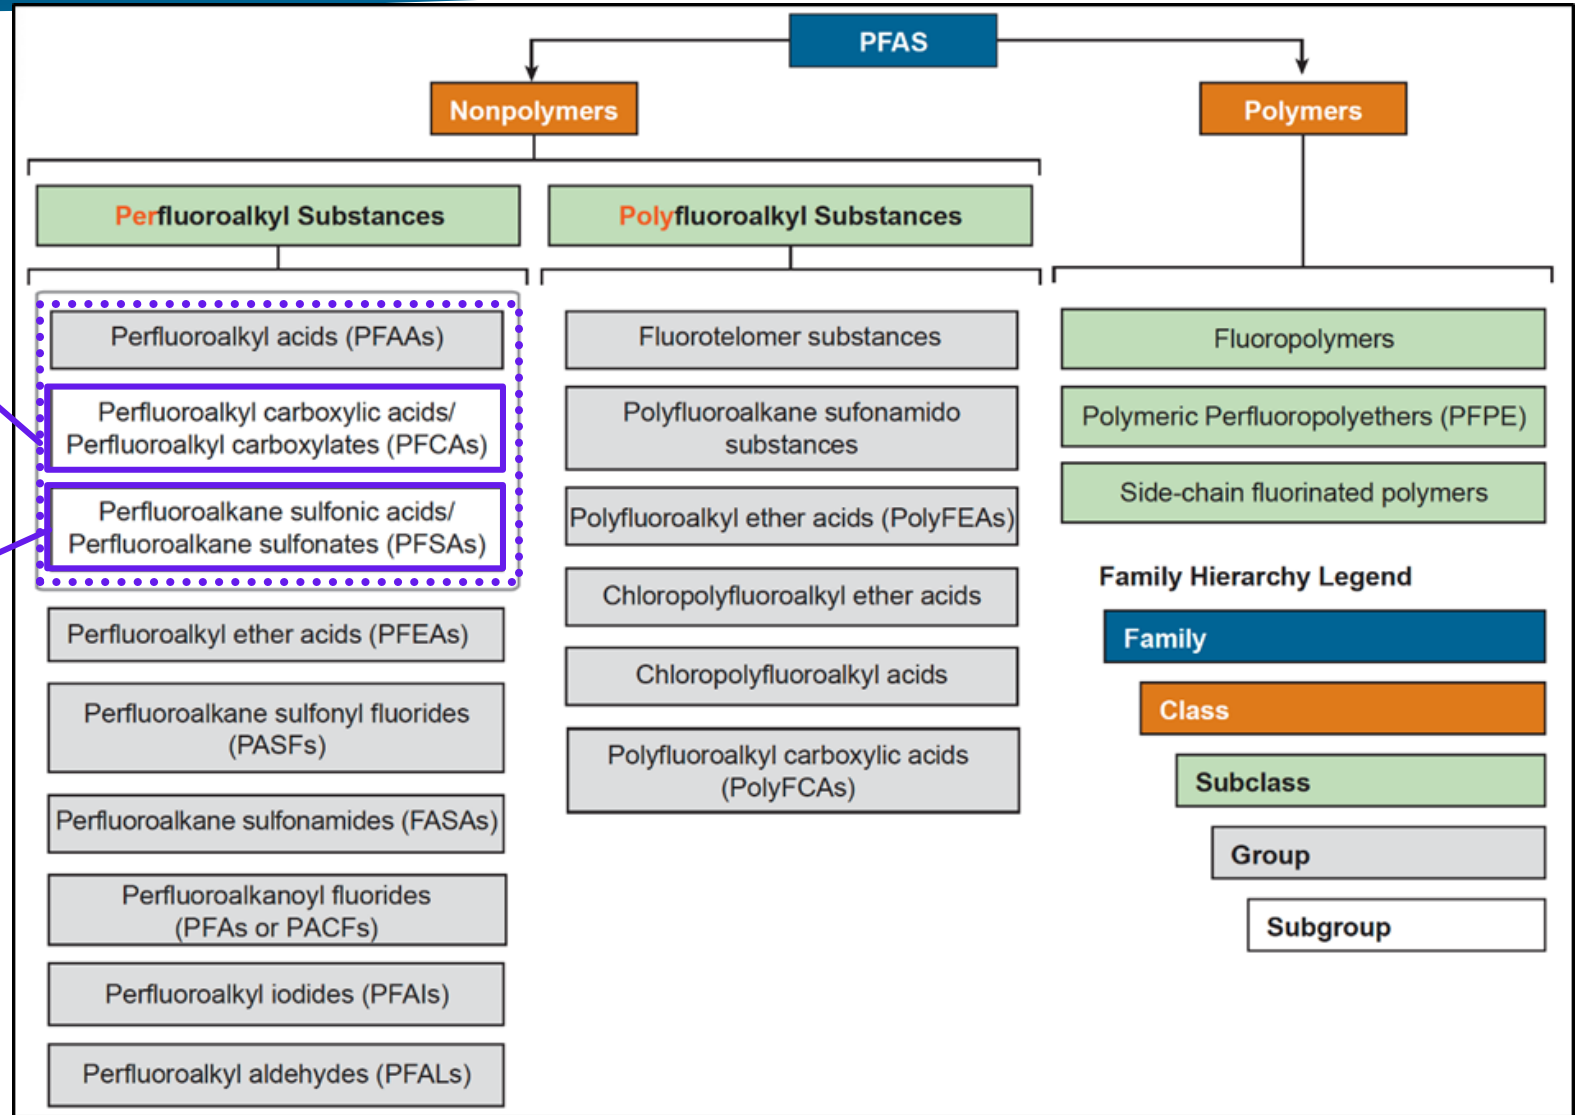 PFAS
Nonpolymers
Polymers
Perfluoroalkyl Substances
Polyfluoroalkyl Substances
Perfluoroalkyl acids (PFAAs)
Perfluoroalkyl carboxylic acids/
Perfluoroalkyl carboxylates (PFCAs)
Perfluoroalkane sulfonic acids/
Perfluoroalkane sulfonates (PFSAs)
Perfluoroalkyl ether acids (PFEAs)
Perfluoroalkane sulfonyl fluorides
(PASFs)
Perfluoroalkane sulfonamides (FASAs)
Perfluoroalkanoyl fluorides
(PFAs or PACFs)
Perfluoroalkyl iodides (PFAIs)
Perfluoroalkyl aldehydes (PFALs)
Fluorotelomer substances
Polyfluoroalkane sufonamido
substances
Polyfluoroalkyl ether acids (PolyFEAs)
Chloropolyfluoroalkyl ether acids
Chloropolyfluoroalkyl acids
Polyfluoroalkyl carboxylic acids
(PolyFCAs)
Fluoropolymers
Polymeric Perfluoropolyethers (PFPE)
Side-chain fluorinated polymers
Family Hierarchy Legend
Family
Class
Subclass
Group
Subgroup